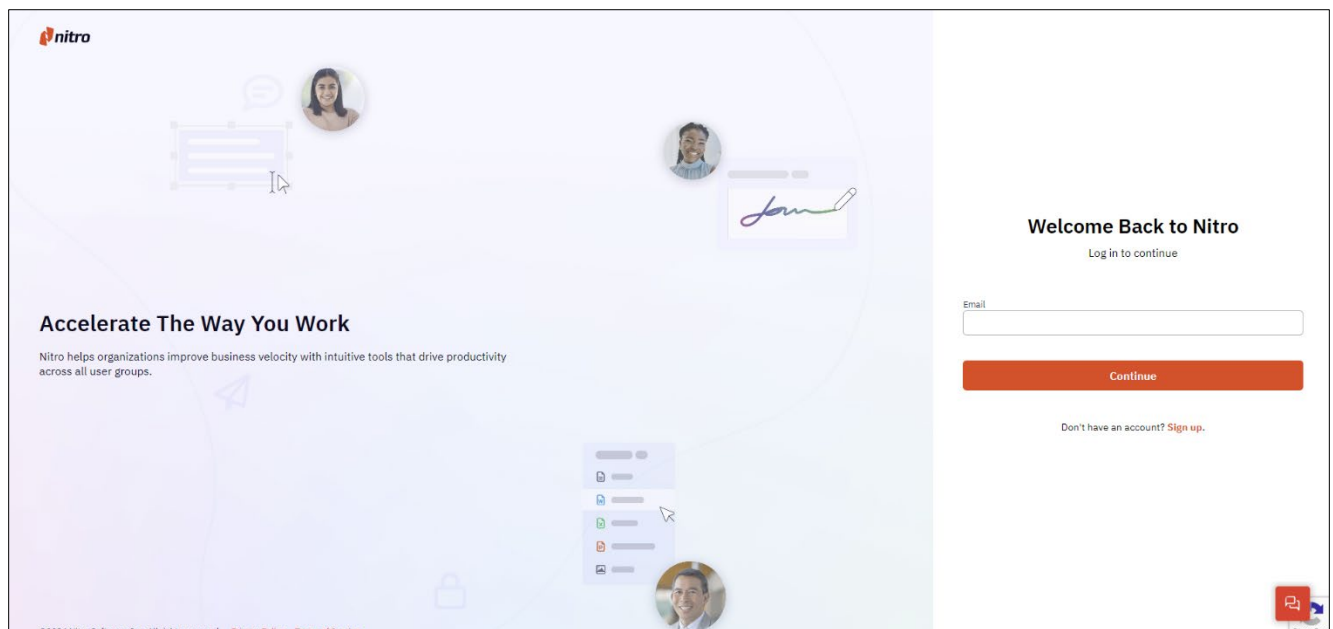 nitro
Accelerate The Way You Work
Nitro helps organizations improve business velocity with intuitive tools that drive productivity
across all user groups.
Welcome Back to Nitro
Log in to continue
Email
Continue
Don't have an account? Sign up.